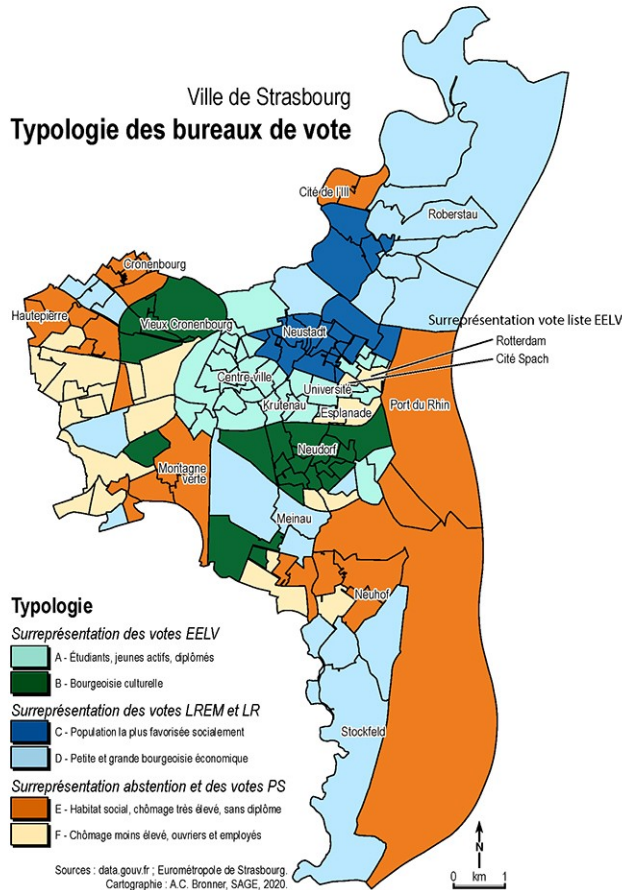 Ville de Strasbourg
Typologie des bureaux de vote
Cité de l'Ill
Roberstau
Cronenbourg
Hautepierre
Vieux Cronenbourg
Neustadt
Surreprésentation vote liste EELV
Rotterdam
Cité Spach
Centre ville
Université
Krutenau
Esplanade
Port du Rhin
Neudorf
Montagne
verte
Meinau
Neuhof
Stockfeld
Typologie
Surreprésentation des votes EELV
A - Étudiants, jeunes actifs, diplômés
B - Bourgeoisie culturelle
Surreprésentation des votes LREM et LR
C - Population la plus favorisée socialement
D - Petite et grande bourgeoisie économique
Surreprésentation abstention et des votes PS
E - Habitat social, chômage très élevé, sans diplôme
F - Chômage moins élevé, ouvriers et employés
Sources : data.gouv.fr ; Eurométropole de Strasbourg.
Cartographie : A.C. Bronner, SAGE, 2020.
N
0 km 1